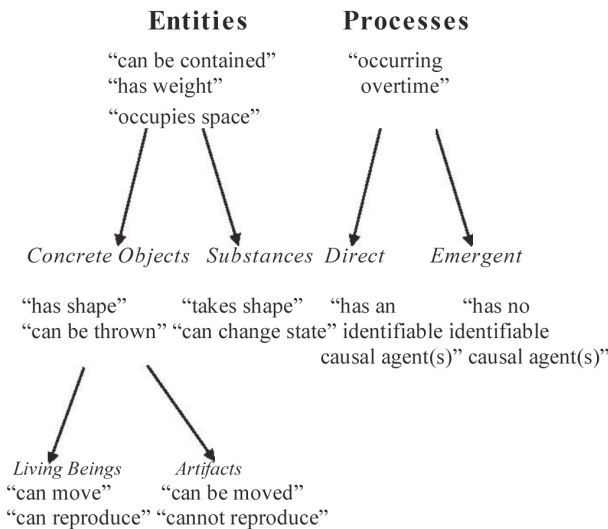 Entities Processes
“can be contained” “occurring
“has weight” overtime”
“occupies space”
Concrete Objects Substances Direct Emergent
“has shape” “takes shape” “has an “has no
“can be thrown” “can change state” identifiable identifiable
causal agent(s)” causal agent(s)”
Living Beings Artifacts
“can move” “can be moved”
“can reproduce” “cannot reproduce”